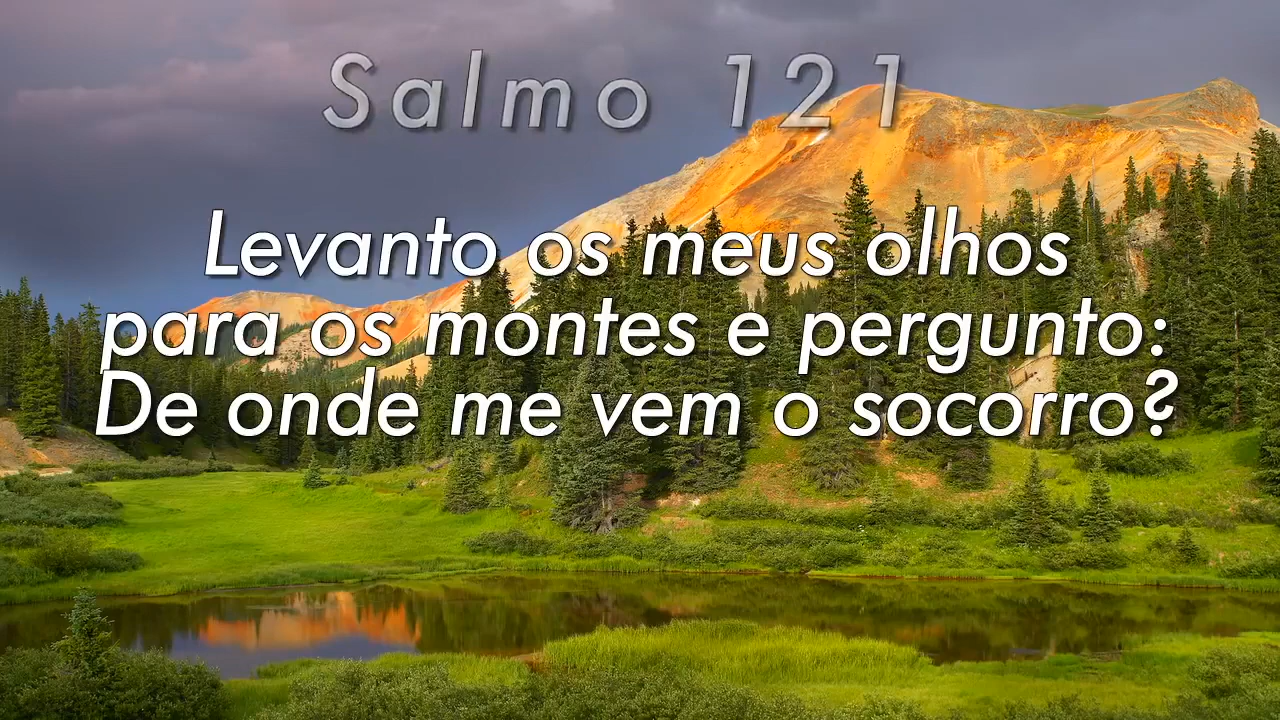 Salmo 121
Levanto os meus olhos
para os montes e pergunto:
De onde me vem o socorro?